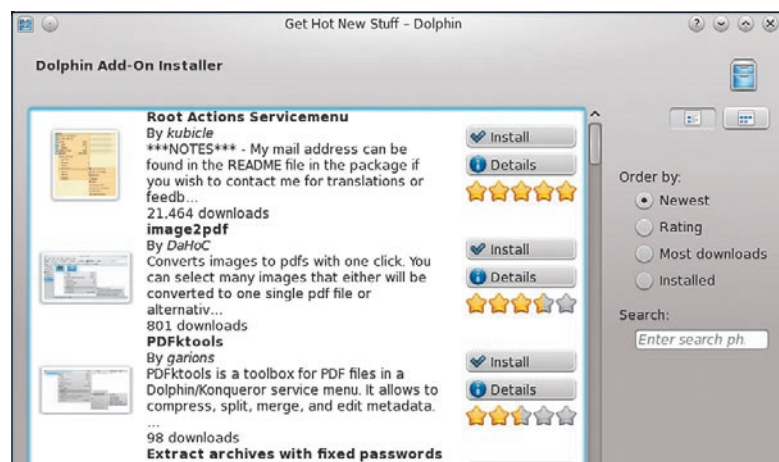 Get Hot New Stuff – Dolphin
Dolphin Add-On Installer
Root Actions Servicemenu
By kubicle
***NOTES*** - My mail address can be
found in the README file in the package if
you wish to contact me for translations or
feedb...
21,464 downloads
Install
Details
image2pdf
By DaHoC
Converts images to pdfs with one click. You
can select many images that either will be
converted to one single pdf file or
alternativ...
801 downloads
Install
Details
PDFktools
By garions
PDFktools is a toolbox for PDF files in a
Dolphin/Konqueror service menu. It allows to
compress, split, merge, and edit metadata.
...
98 downloads
Install
Details
Extract archives with fixed passwords
Order by:
Newest
Rating
Most downloads
Installed
Search:
Enter search ph